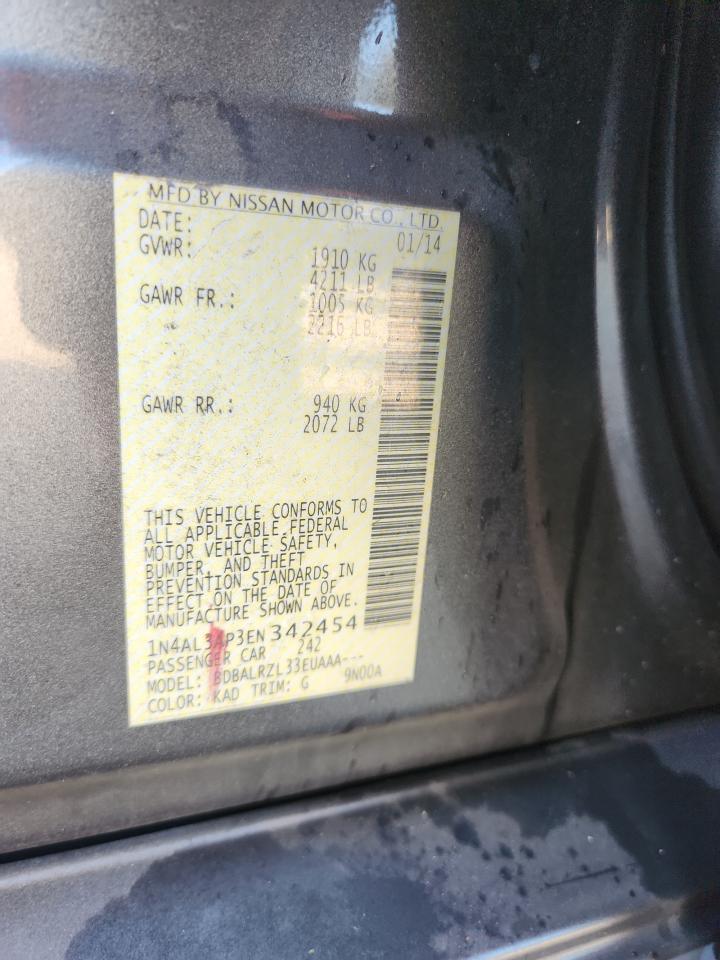 MFD BY NISSAN MOTOR CO., LTD.
DATE: 01/14
GVWR: 1910 KG
4211 LB
GAWR FR.: 1005 KG
2216 LB
GAWR RR.: 940 KG
2072 LB
THIS VEHICLE CONFORMS TO
ALL APPLICABLE FEDERAL
MOTOR VEHICLE SAFETY,
BUMPER, AND THEFT
PREVENTION STANDARDS IN
EFFECT ON THE DATE OF
MANUFACTURE SHOWN ABOVE.
1N4AL3AP3EN342454
PASSENGER CAR 242
MODEL: BDBALRZL33EUAAA---
COLOR: KAD TRIM: G 9N00A